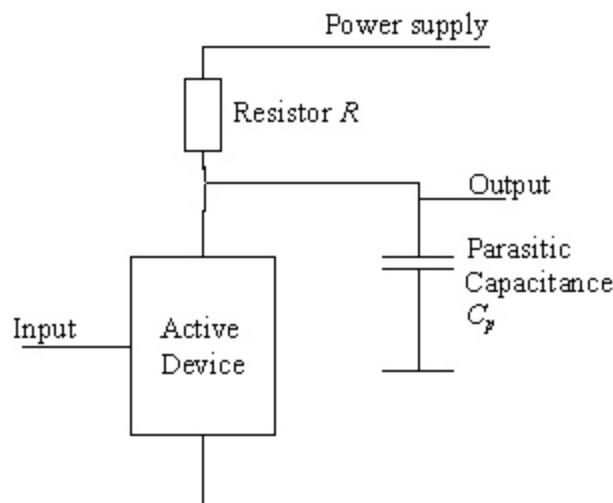 Power supply
Resistor R
Output
Parasitic
Capacitance
Cp
Input
Active
Device